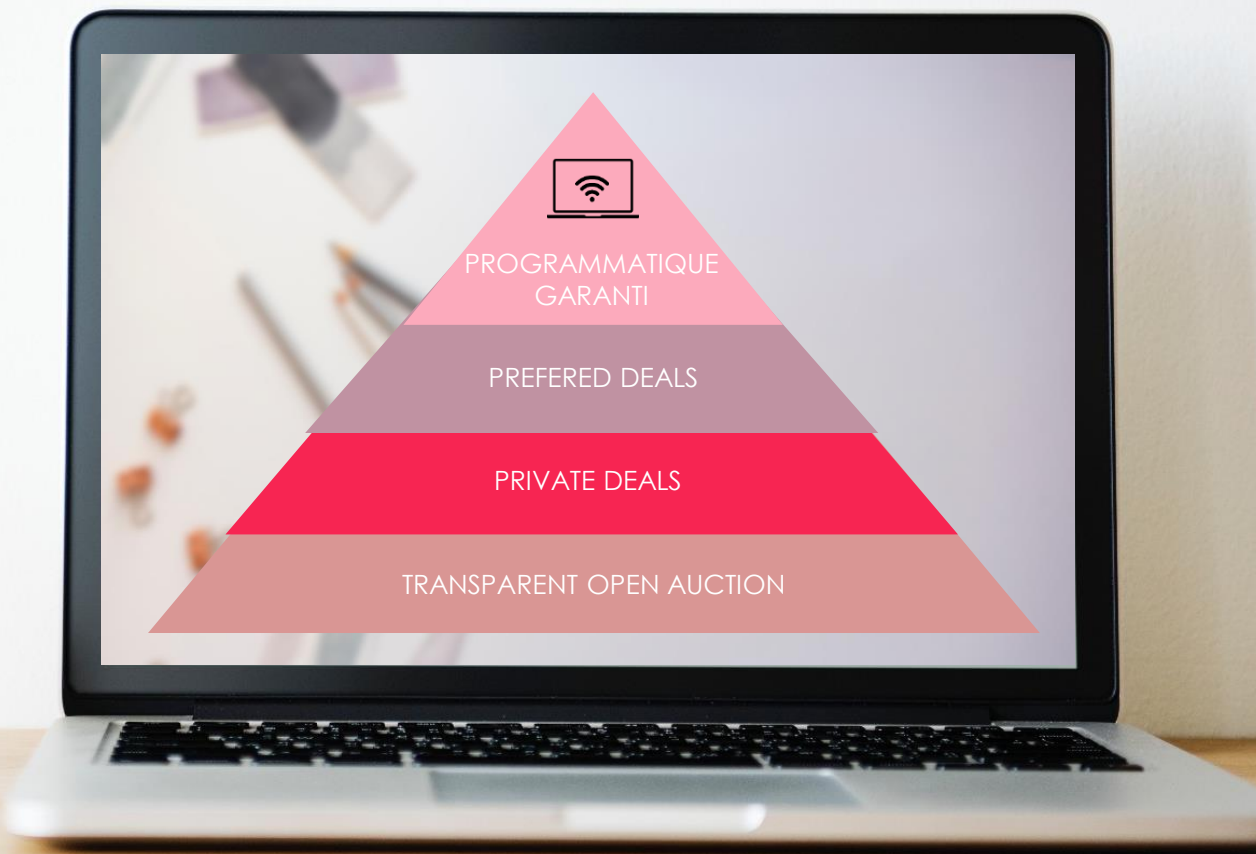 PROGRAMMATIQUE
GARANTI
PREFERED DEALS
PRIVATE DEALS
TRANSPARENT OPEN AUCTION